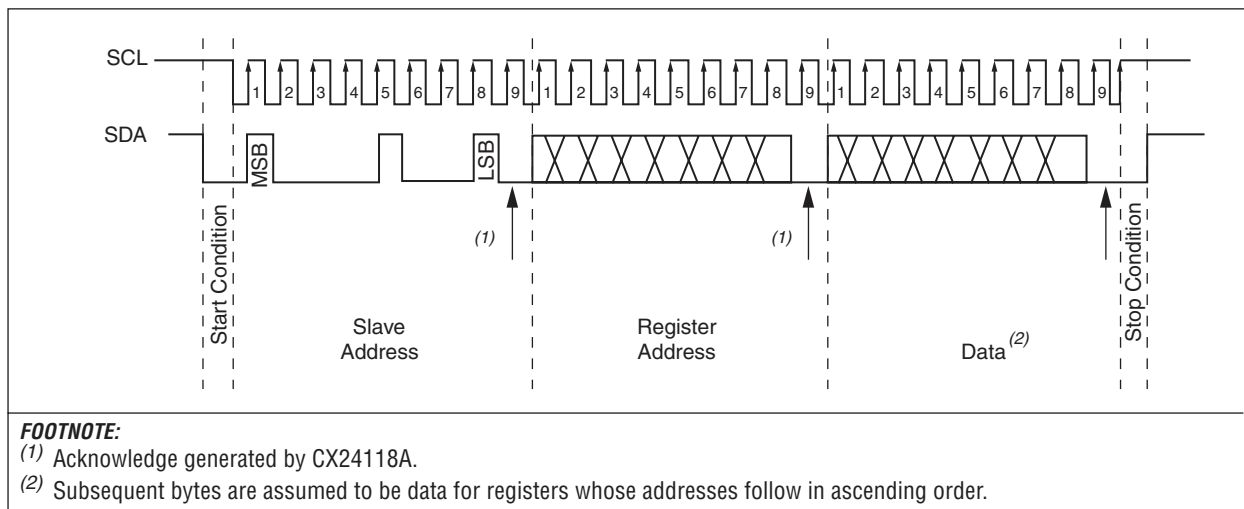 SCL
1 2 3 4 5 6 7 8 9 1 2 3 4 5 6 7 8 9 1 2 3 4 5 6 7 8 9
SDA
MSB
LSB
(1)
(1)
Start Condition
Slave
Address
Register
Address
Data (2)
Stop Condition
FOOTNOTE:
(1) Acknowledge generated by CX24118A.
(2) Subsequent bytes are assumed to be data for registers whose addresses follow in ascending order.